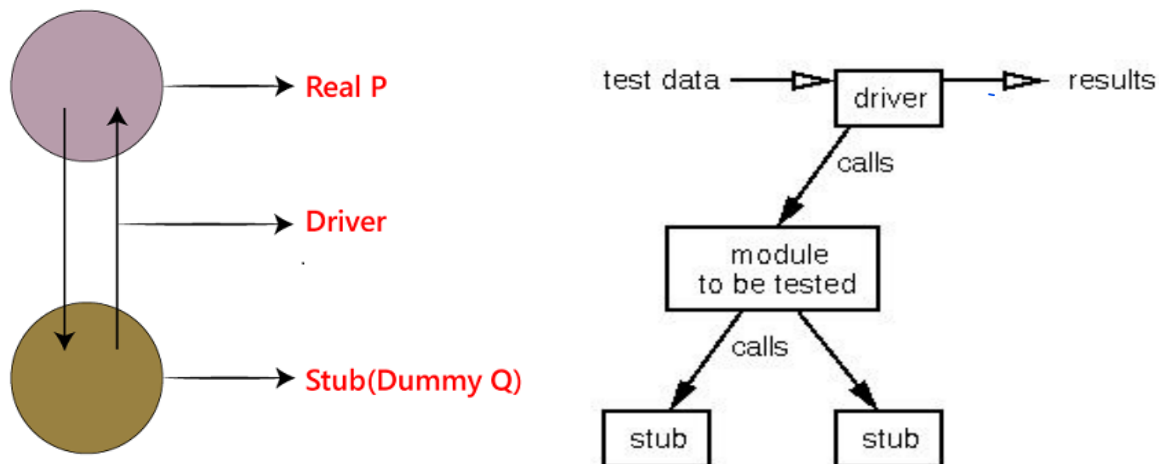 Real P
Driver
Stub(Dummy Q)
test data
driver
results
calls
module
to be tested
calls
stub
stub